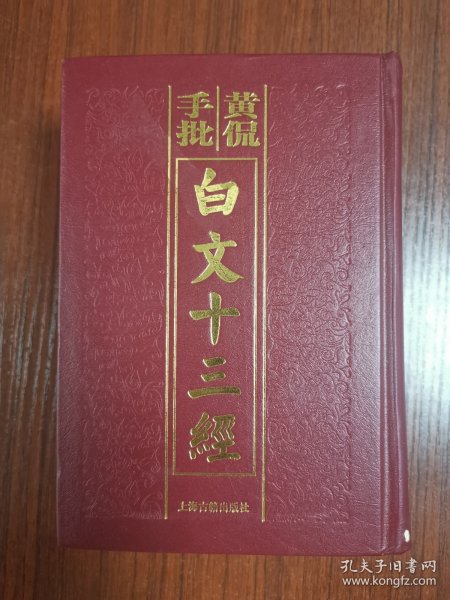 黄侃
手批
白文十三經
上海古籍出版社
孔夫子旧书网
www.kongfz.com